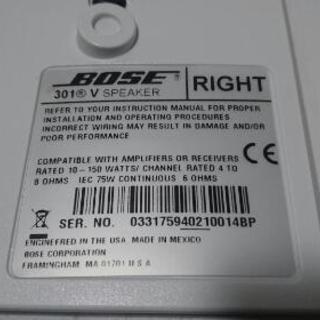 BOSE® RIGHT
301® V SPEAKER
REFER TO YOUR INSTRUCTION MANUAL FOR PROPER
INSTALLATION AND OPERATING PROCEDURES
INCORRECT WIRING MAY RESULT IN DAMAGE AND/OR
POOR PERFORMANCE
COMPATIBLE WITH AMPLIFIERS OR RECEIVERS
RATED 10-150 WATTS/ CHANNEL RATED 4 TO
8 OHMS IEC 75W CONTINUOUS 6 OHMS
CE
SER. NO. 033175940210014BP
ENGINEERED IN THE USA MADE IN MEXICO
BOSE CORPORATION
FRAMINGHAM MA 01701 U S A